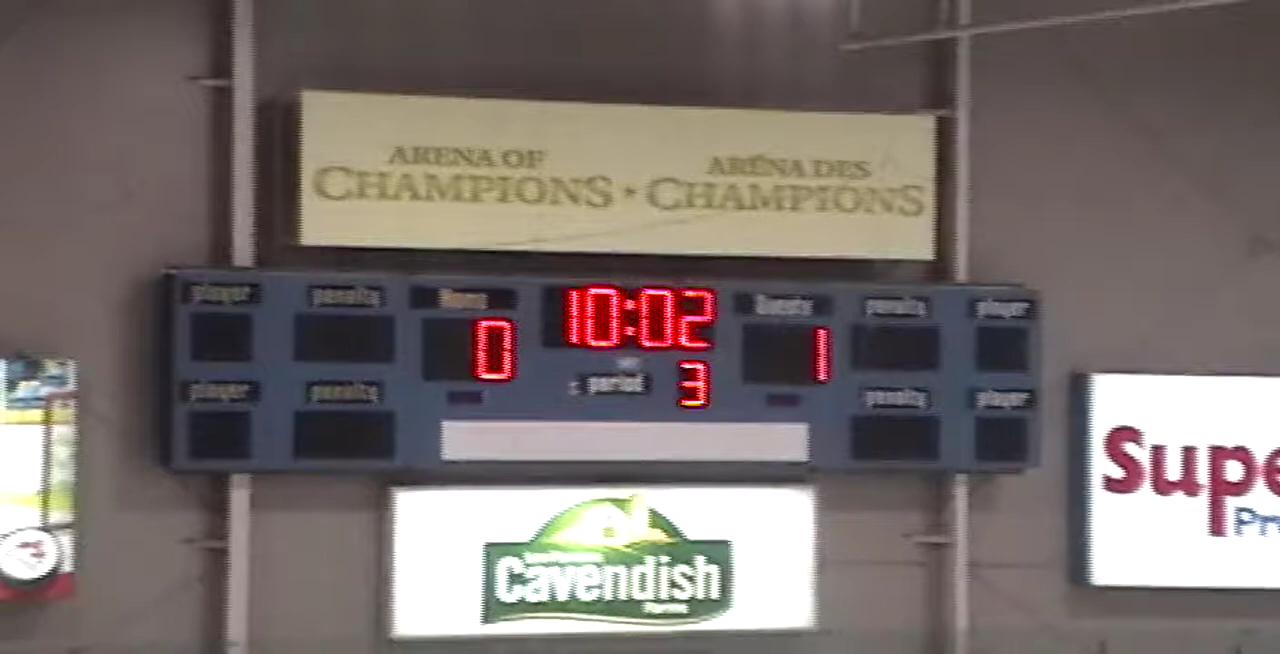 ARENA OF
CHAMPIONS •
ARÉNA DES
CHAMPIONS
player penalty Home 10:02 Guests penalty player
0 1
period 3
player penalty penalty player
Cavendish
Farms
Supe
Pr